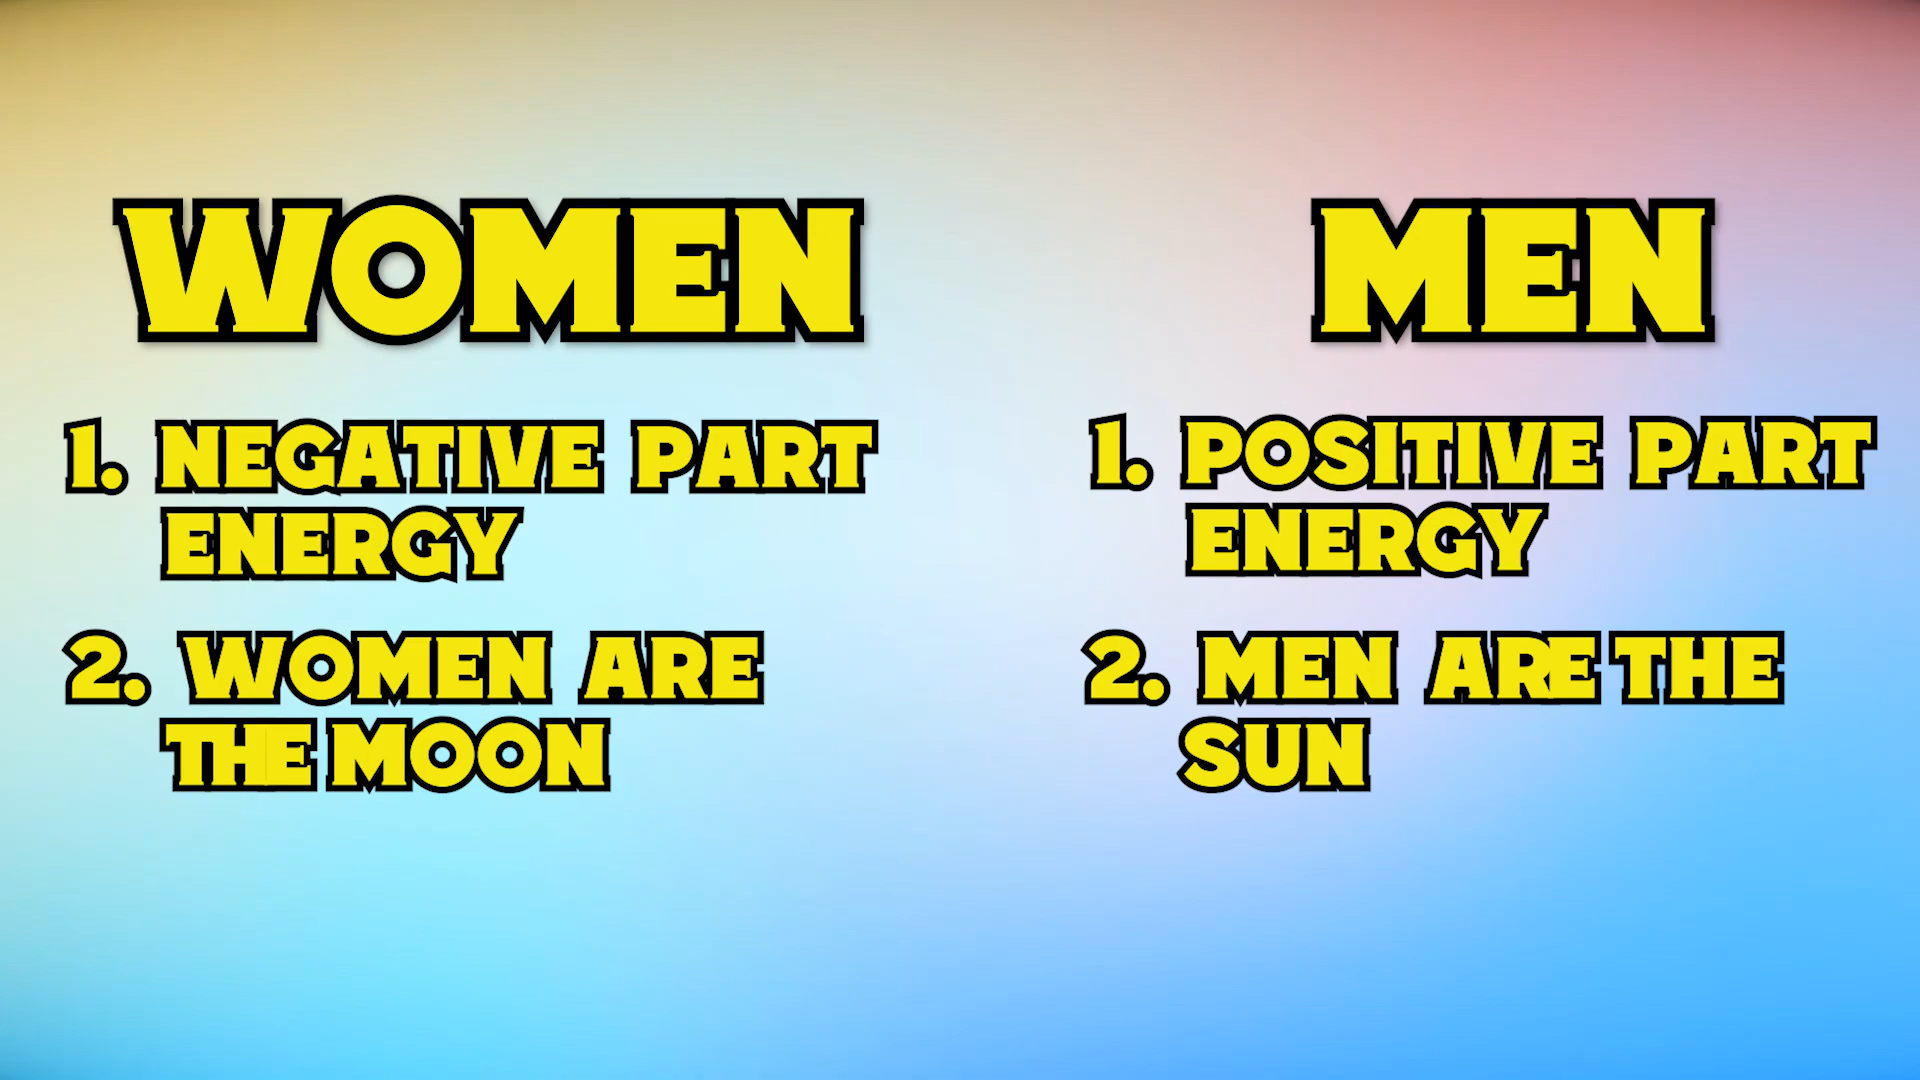 WOMEN
1. NEGATIVE PART
ENERGY
2. WOMEN ARE
THE MOON
MEN
1. POSITIVE PART
ENERGY
2. MEN ARE THE
SUN